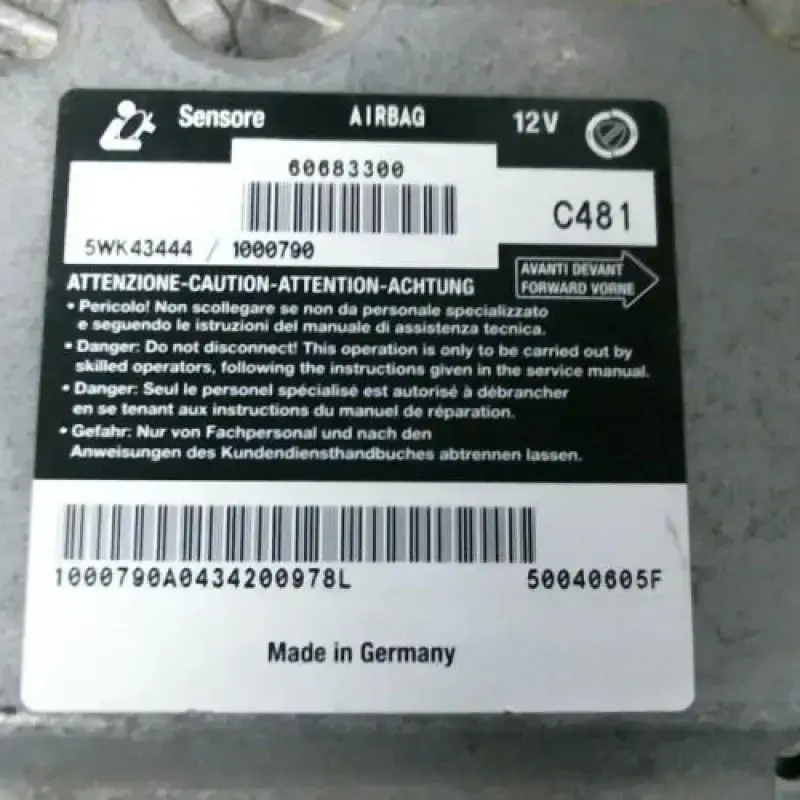 Sensore AIRBAG 12V
60683300
C481
5WK43444 / 1000790
ATTENZIONE-CAUTION-ATTENTION-ACHTUNG
AVANTI DEVANT
FORWARD VORNE
• Pericolo! Non scollegare se non da personale specializzato
e seguendo le istruzioni del manuale di assistenza tecnica.
• Danger: Do not disconnect! This operation is only to be carried out by
skilled operators, following the instructions given in the service manual.
• Danger: Seul le personel spécialisé est autorisé à débrancher
en se tenant aux instructions du manuel de réparation.
• Gefahr: Nur von Fachpersonal und nach den
Anweisungen des Kundendiensthandbuches abtrennen lassen.
1000790A0434200978L 50040605F
Made in Germany